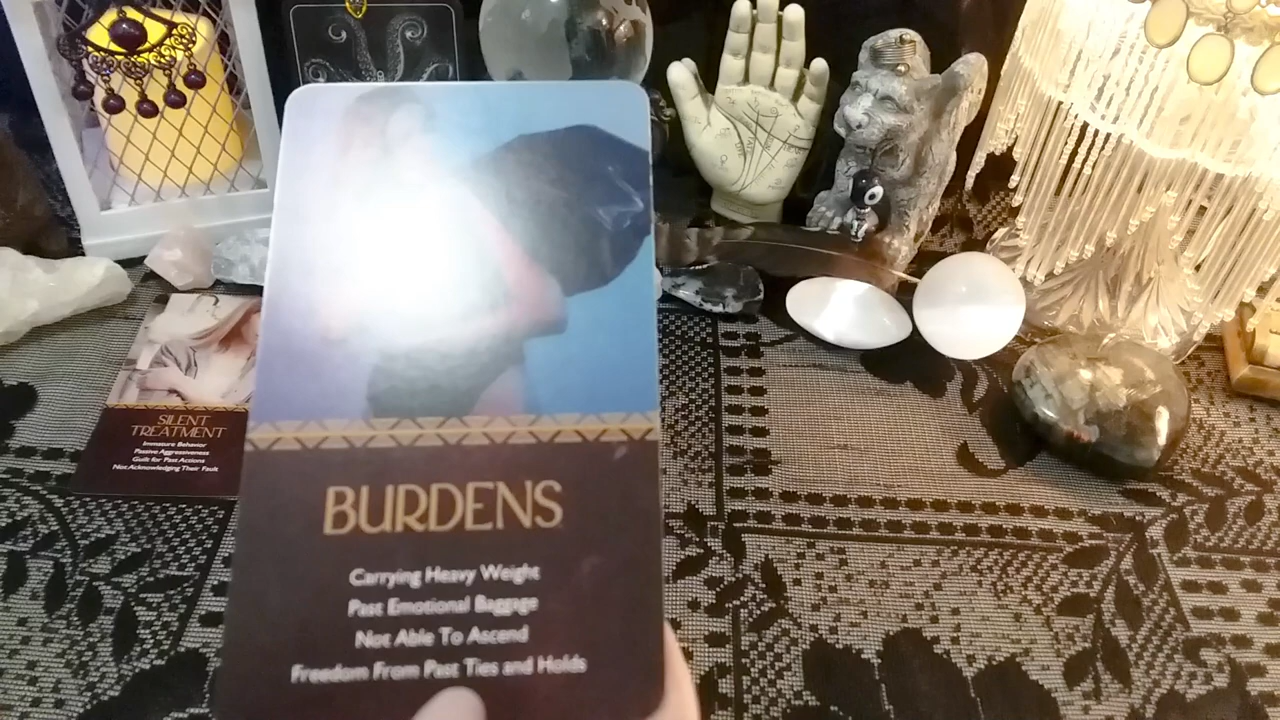 BURDENS
Carrying Heavy Weight
Past Emotional Baggage
Not Able To Ascend
Freedom From Past Ties and Holds
SILENT
TREATMENT
Immature Behavior
Passive Aggressiveness
Guilt for Past Actions
Not Acknowledging Their Fault